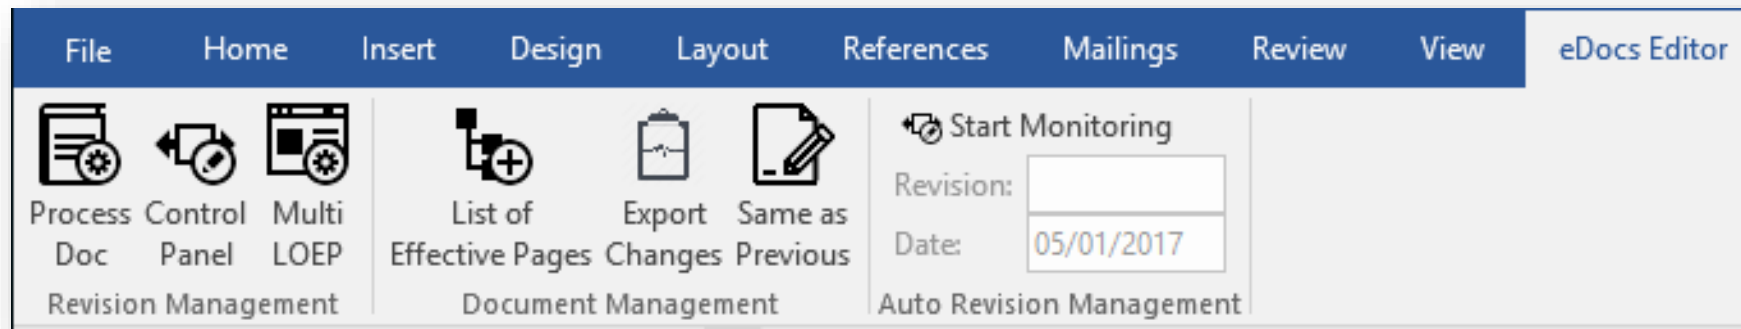 File Home Insert Design Layout References Mailings Review View eDocs Editor
Process Doc
Control Panel
Multi LOEP
Revision Management
List of Effective Pages
Export Changes
Same as Previous
Document Management
Start Monitoring
Revision:
Date: 05/01/2017
Auto Revision Management